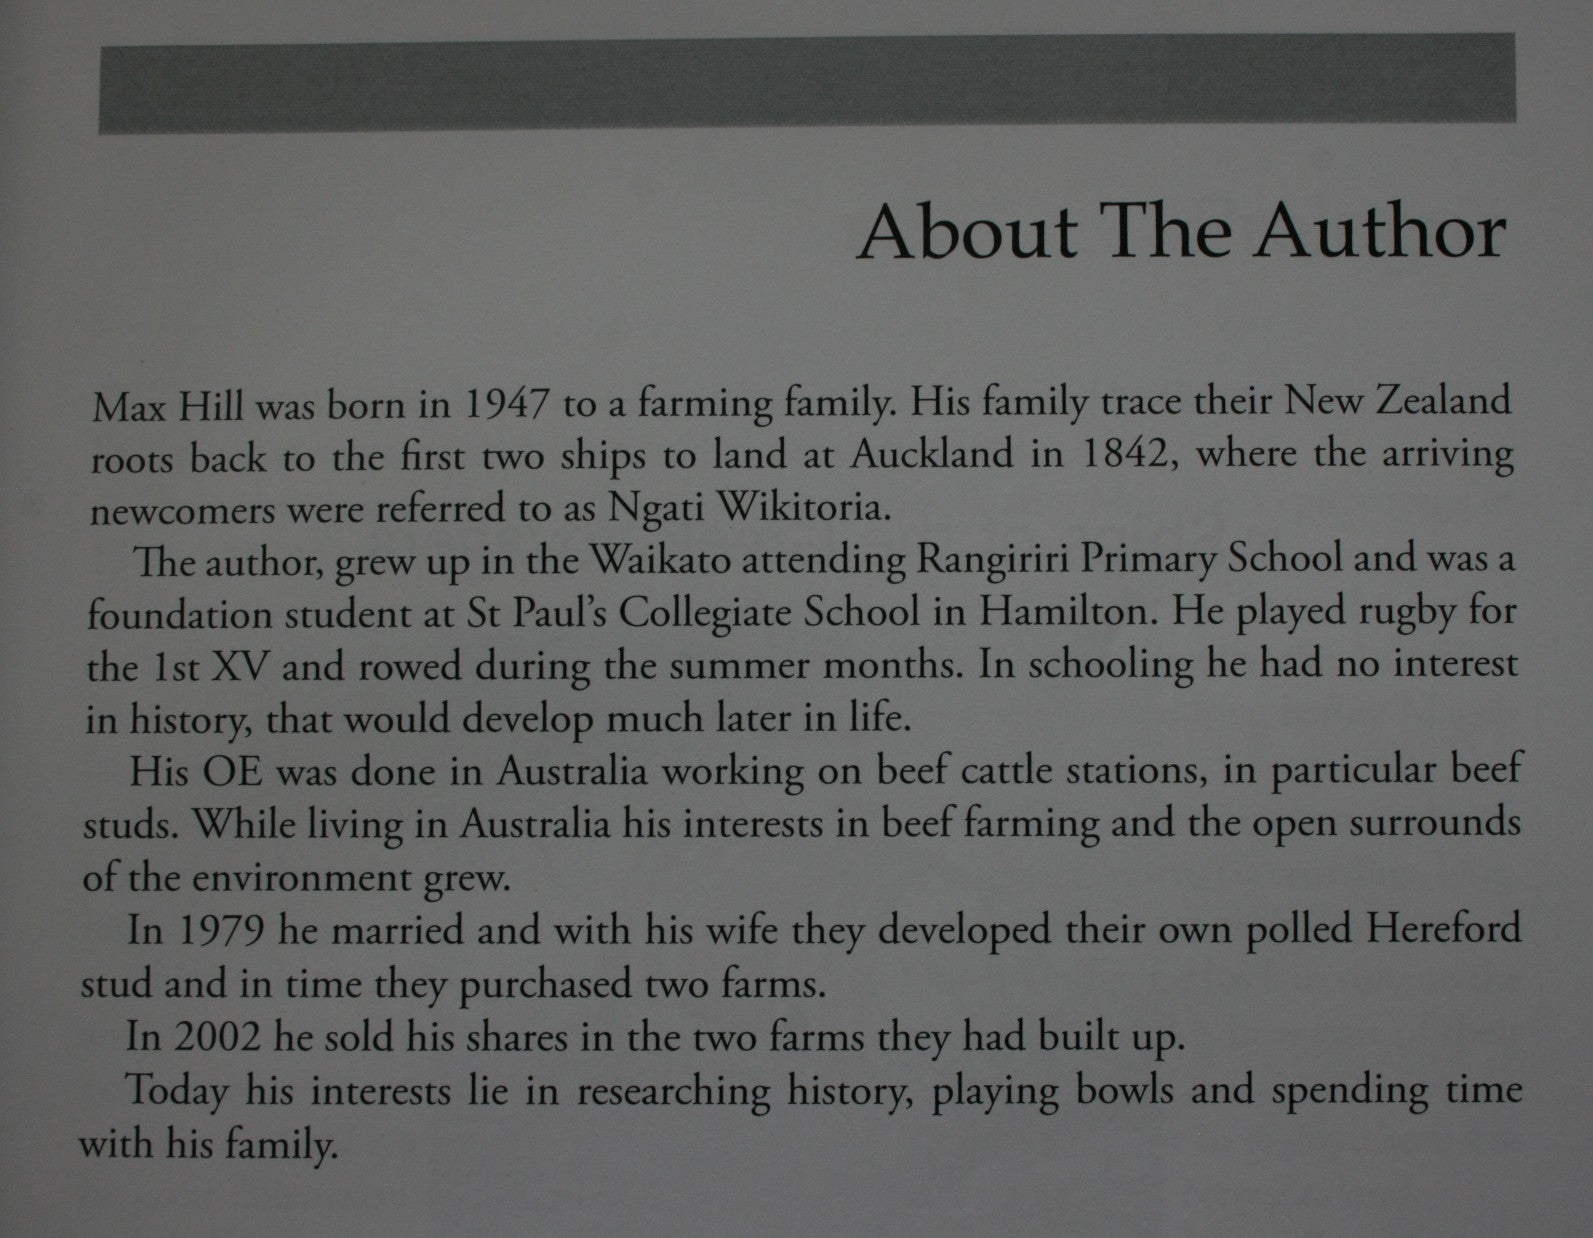 About The Author
Max Hill was born in 1947 to a farming family. His family trace their New Zealand
roots back to the first two ships to land at Auckland in 1842, where the arriving
newcomers were referred to as Ngati Wikitoria.
The author, grew up in the Waikato attending Rangiriri Primary School and was a
foundation student at St Paul's Collegiate School in Hamilton. He played rugby for
the 1st XV and rowed during the summer months. In schooling he had no interest
in history, that would develop much later in life.
His OE was done in Australia working on beef cattle stations, in particular beef
studs. While living in Australia his interests in beef farming and the open surrounds
of the environment grew.
In 1979 he married and with his wife they developed their own polled Hereford
stud and in time they purchased two farms.
In 2002 he sold his shares in the two farms they had built up.
Today his interests lie in researching history, playing bowls and spending time
with his family.